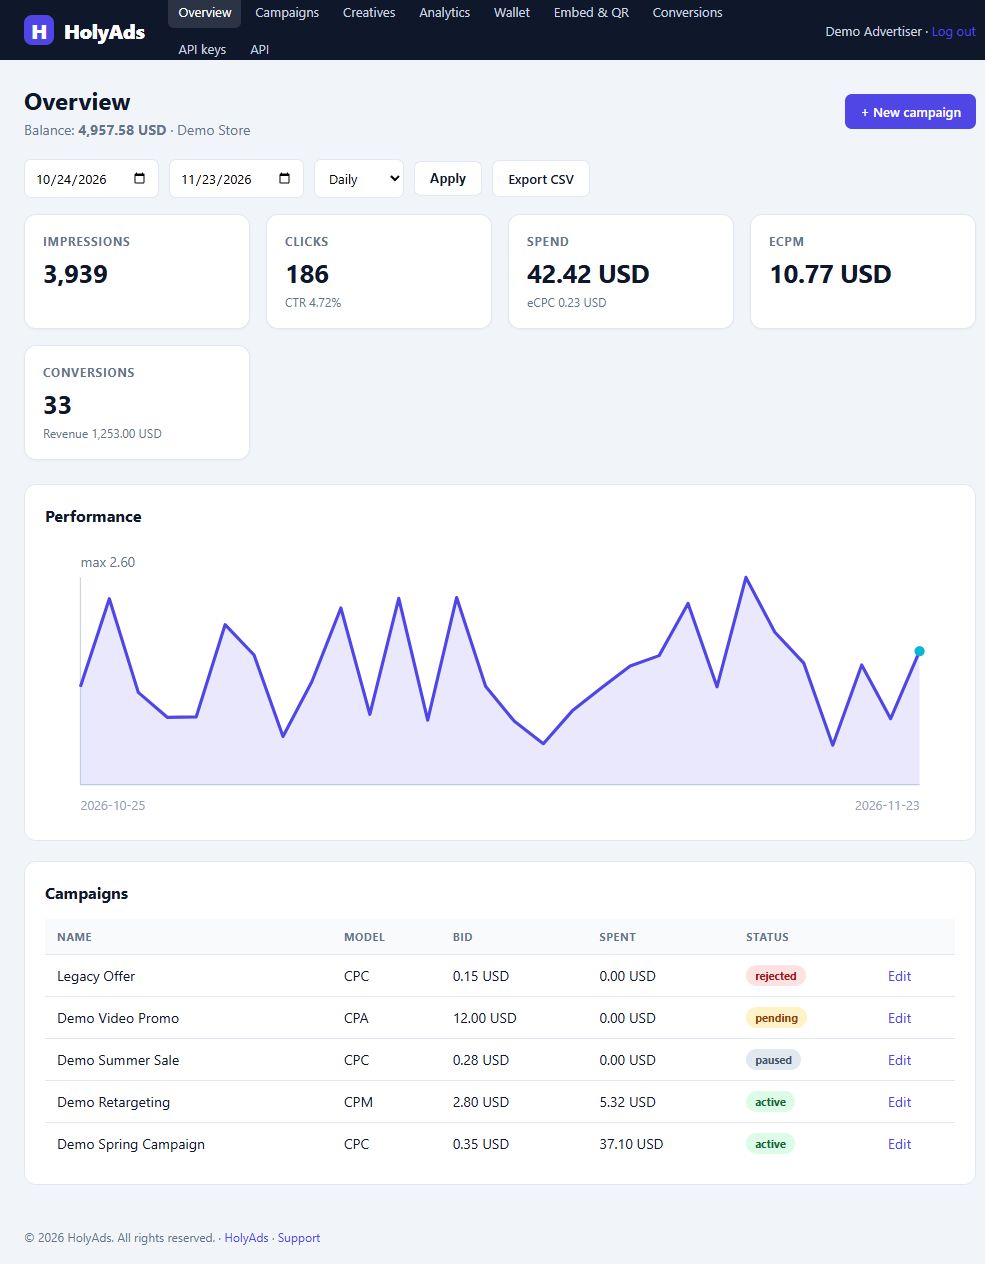 H HolyAds
Overview Campaigns Creatives Analytics Wallet Embed & QR Conversions
API keys API
Demo Advertiser · Log out
Overview
Balance: 4,957.58 USD · Demo Store
+ New campaign
10/24/2026 11/23/2026 Daily Apply Export CSV
IMPRESSIONS
3,939
CLICKS
186
CTR 4.72%
SPEND
42.42 USD
eCPC 0.23 USD
ECPM
10.77 USD
CONVERSIONS
33
Revenue 1,253.00 USD
Performance
max 2.60
2026-10-25 2026-11-23
Campaigns
NAME MODEL BID SPENT STATUS
Legacy Offer CPC 0.15 USD 0.00 USD rejected Edit
Demo Video Promo CPA 12.00 USD 0.00 USD pending Edit
Demo Summer Sale CPC 0.28 USD 0.00 USD paused Edit
Demo Retargeting CPM 2.80 USD 5.32 USD active Edit
Demo Spring Campaign CPC 0.35 USD 37.10 USD active Edit
© 2026 HolyAds. All rights reserved. · HolyAds · Support